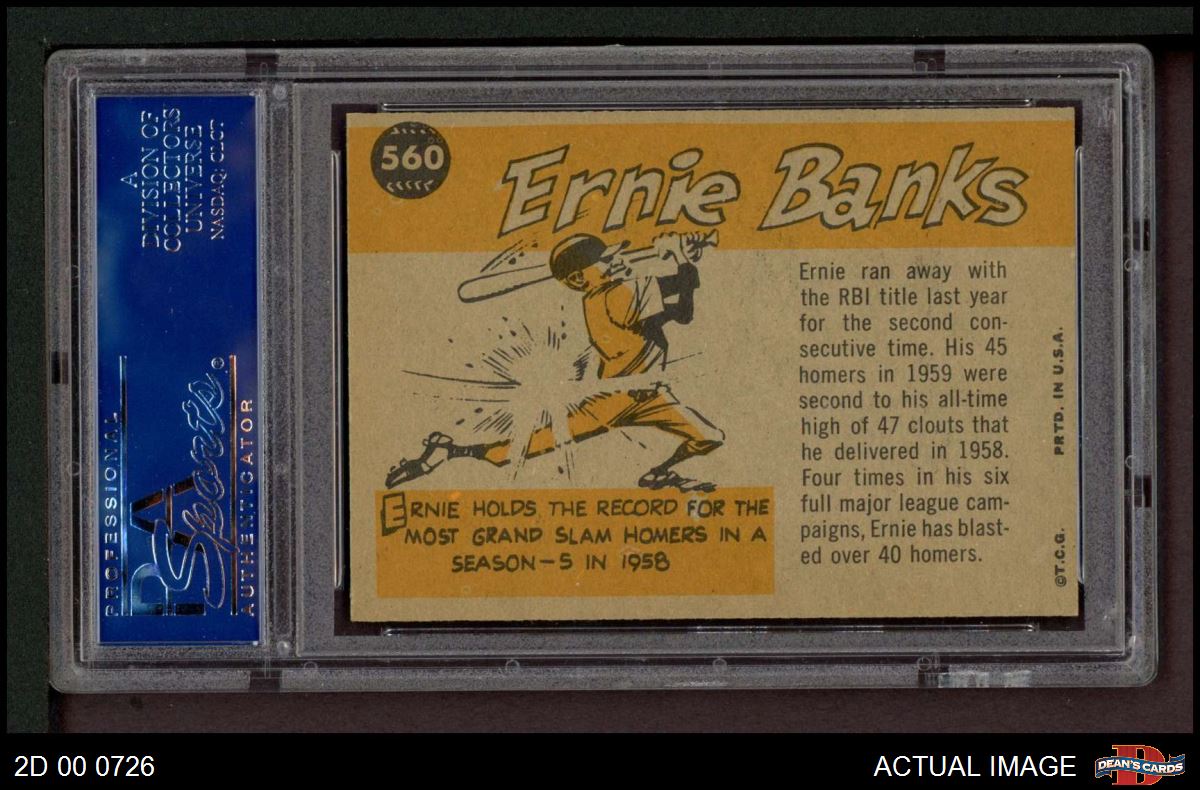 A
DIVISION OF
COLLECTORS
UNIVERSE
NASDAQ: CLCT
PROFESSIONAL
PSA
Sports®
AUTHENTICATOR
560
Ernie Banks
Ernie ran away with
the RBI title last year
for the second con-
secutive time. His 45
homers in 1959 were
second to his all-time
high of 47 clouts that
he delivered in 1958.
Four times in his six
full major league cam-
paigns, Ernie has blast-
ed over 40 homers.
ERNIE HOLDS THE RECORD FOR THE
MOST GRAND SLAM HOMERS IN A
SEASON–5 IN 1958
©T.C.G. PRTD. IN U.S.A.
2D 00 0726
ACTUAL IMAGE
D
DEAN'S CARDS